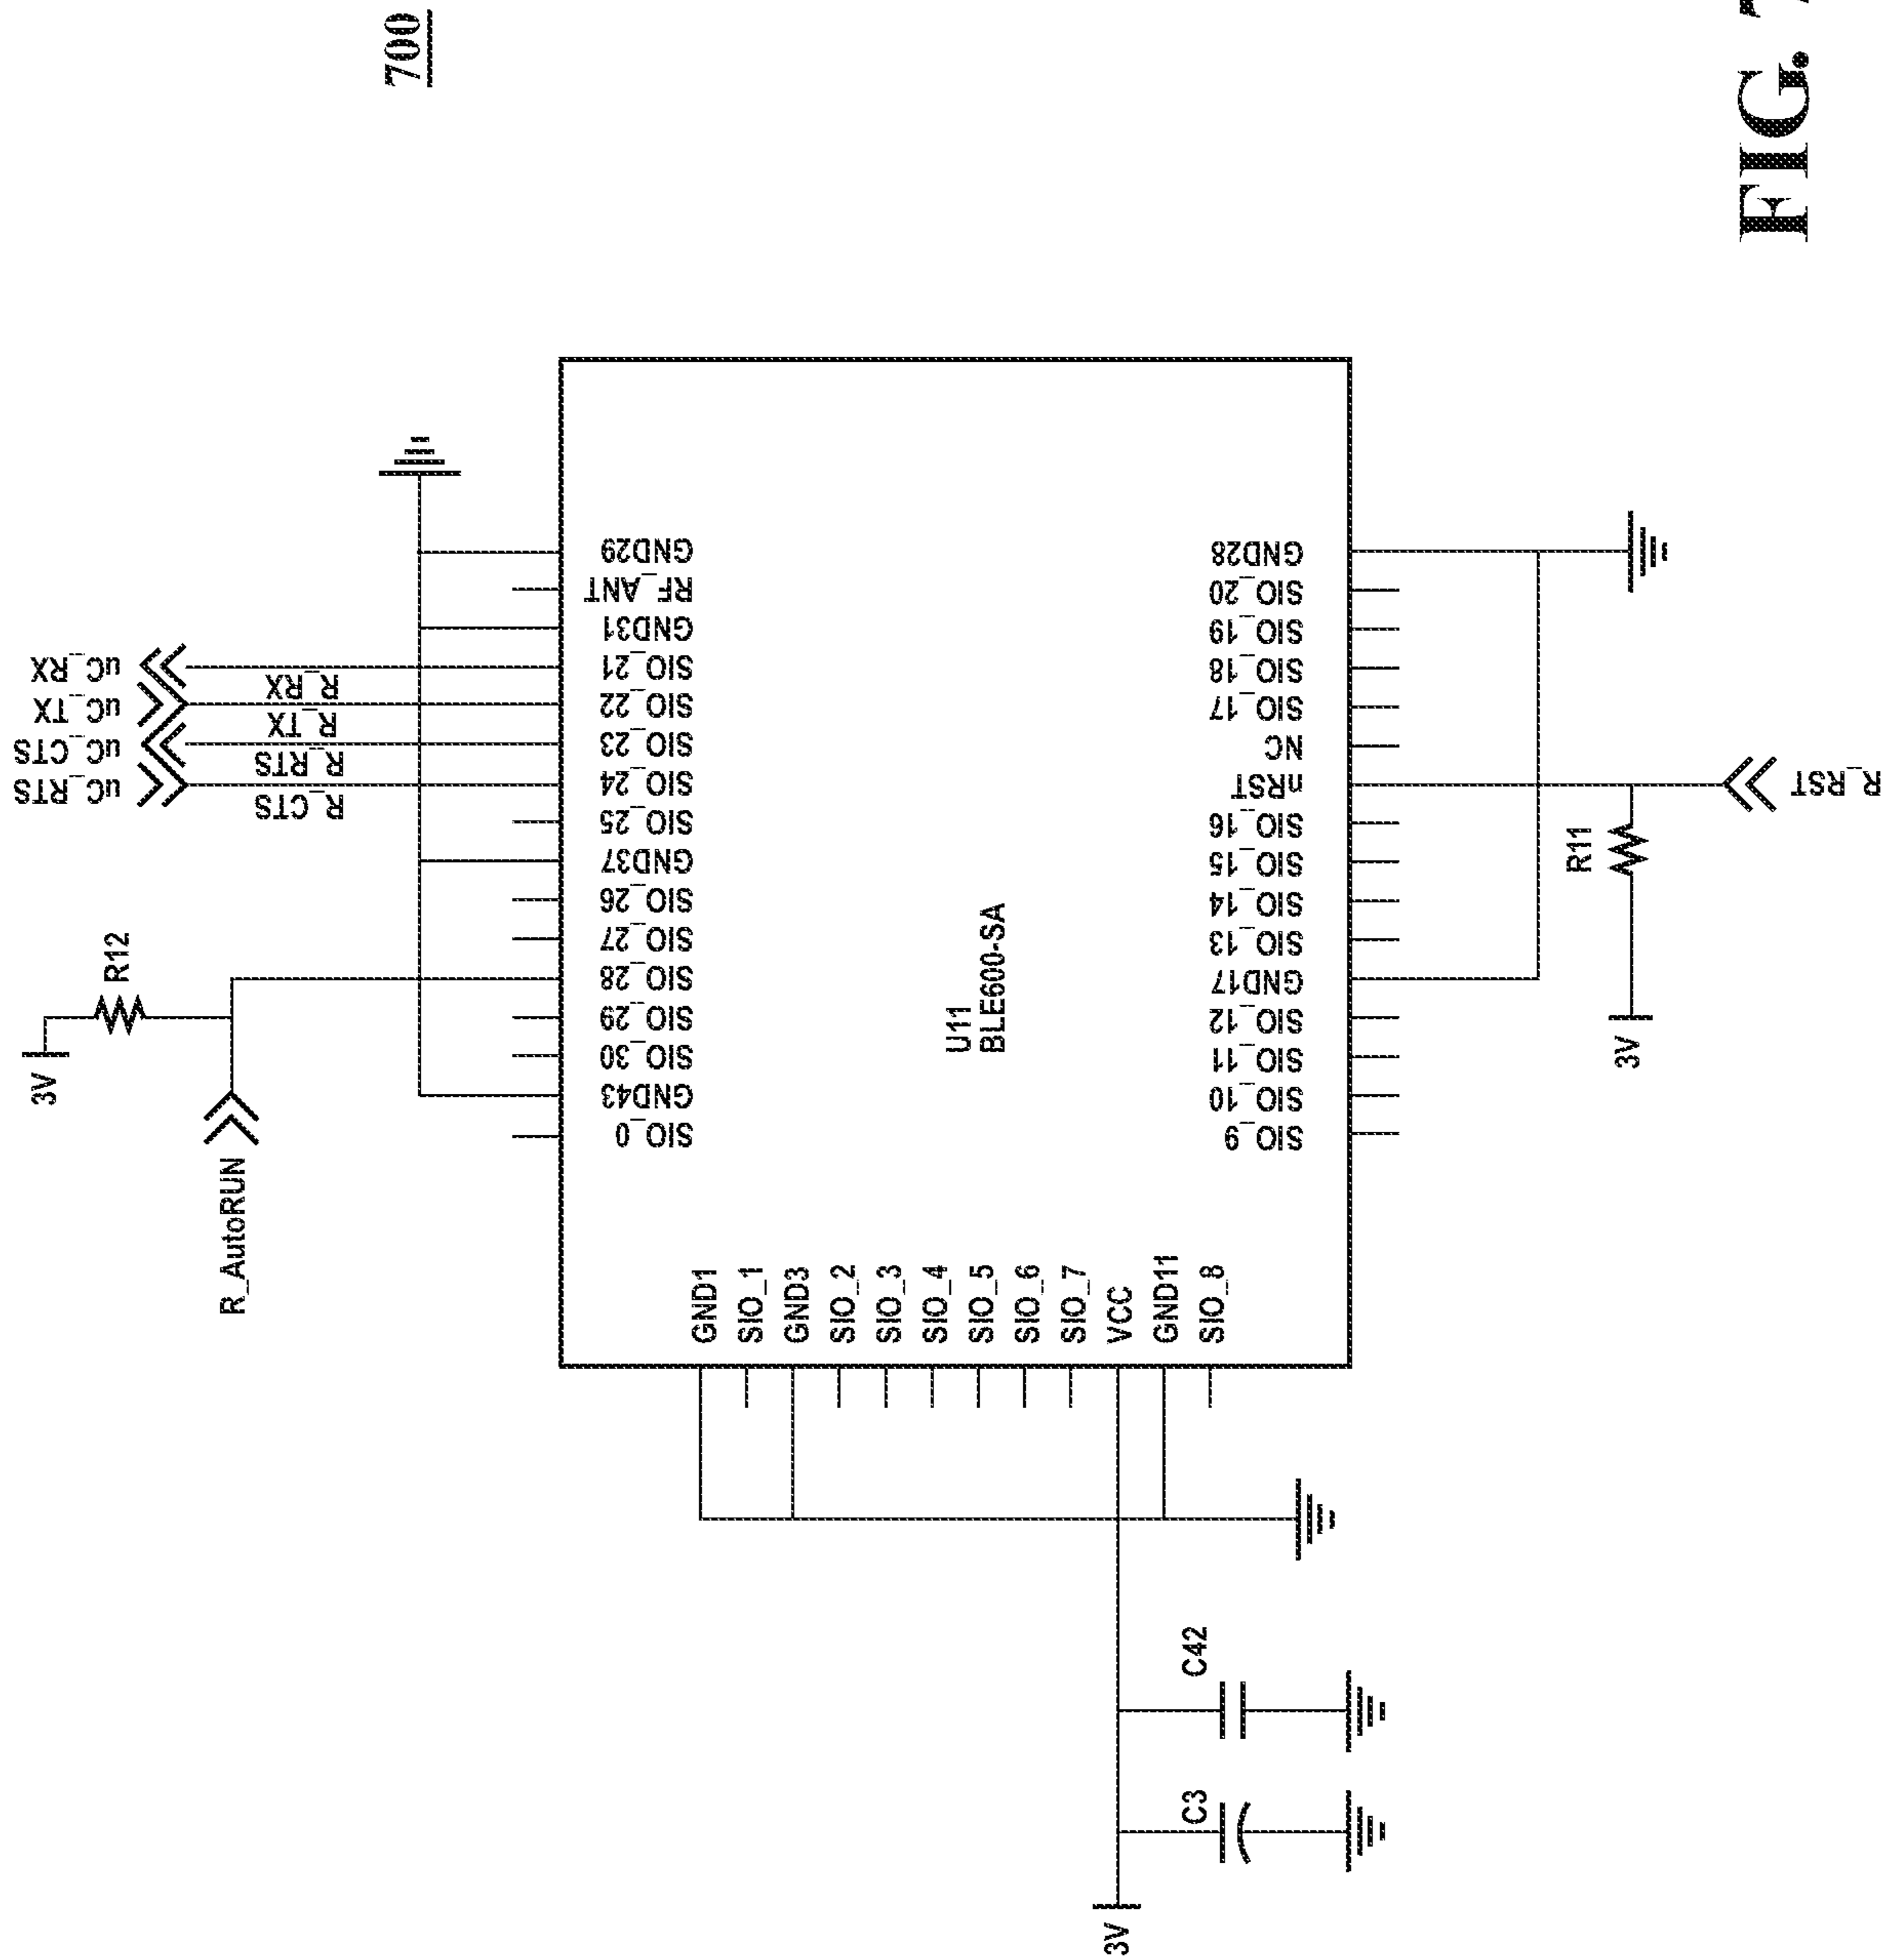 700
uC_RX
uC_TX
uC_CTS
uC_RTS
R_RX
R_TX
R_RTS
R_CTS
3V
R12
R_AutoRUN
GND29
RF_ANT
GND31
SIO_21
SIO_22
SIO_23
SIO_24
SIO_25
GND37
SIO_26
SIO_27
SIO_28
SIO_29
SIO_30
GND43
SIO_0
U11
BLE600-SA
GND1
SIO_1
GND3
SIO_2
SIO_3
SIO_4
SIO_5
SIO_6
SIO_7
VCC
GND11
SIO_8
GND28
SIO_20
SIO_19
SIO_18
SIO_17
NC
nRST
SIO_16
SIO_15
SIO_14
SIO_13
GND17
SIO_12
SIO_11
SIO_10
SIO_9
R11
3V
R_RST
C42
C3
3V
FIG. 7